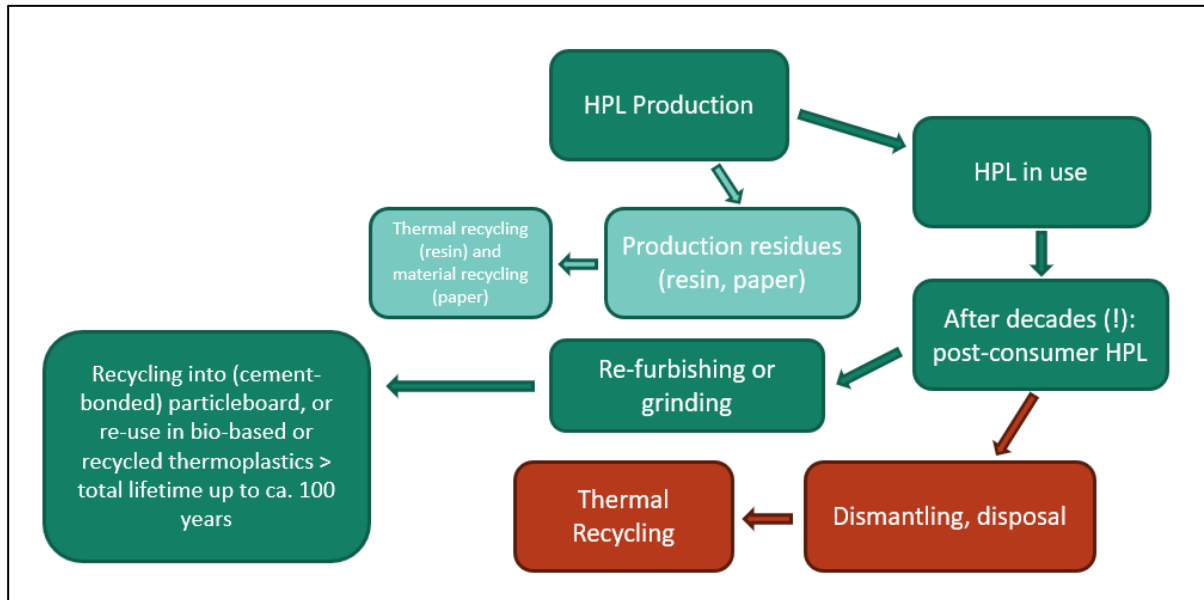 HPL Production
HPL in use
Thermal recycling
(resin) and
material recycling
(paper)
Production residues
(resin, paper)
After decades (!):
post-consumer HPL
Re-furbishing or
grinding
Recycling into (cement-
bonded) particleboard, or
re-use in bio-based or
recycled thermoplastics >
total lifetime up to ca. 100
years
Thermal
Recycling
Dismantling, disposal